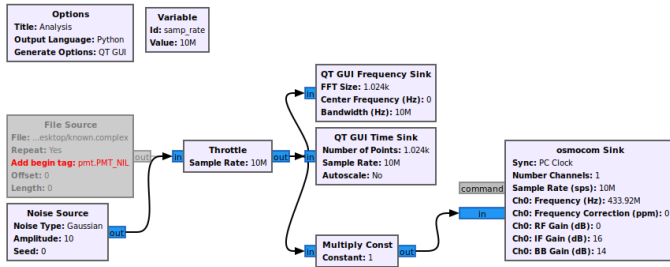 Options
Title: Analysis
Output Language: Python
Generate Options: QT GUI
Variable
Id: samp_rate
Value: 10M
File Source
File: ...esktop/known.complex
Repeat: Yes
Add begin tag: pmt.PMT_NIL
Offset: 0
Length: 0
out
Noise Source
Noise Type: Gaussian
Amplitude: 10
Seed: 0
out
Throttle
Sample Rate: 10M
in
out
QT GUI Frequency Sink
FFT Size: 1.024k
Center Frequency (Hz): 0
Bandwidth (Hz): 10M
in
QT GUI Time Sink
Number of Points: 1.024k
Sample Rate: 10M
Autoscale: No
in
Multiply Const
Constant: 1
in
out
osmocom Sink
Sync: PC Clock
Number Channels: 1
Sample Rate (sps): 10M
Ch0: Frequency (Hz): 433.92M
Ch0: Frequency Correction (ppm): 0
Ch0: RF Gain (dB): 0
Ch0: IF Gain (dB): 16
Ch0: BB Gain (dB): 14
command
in